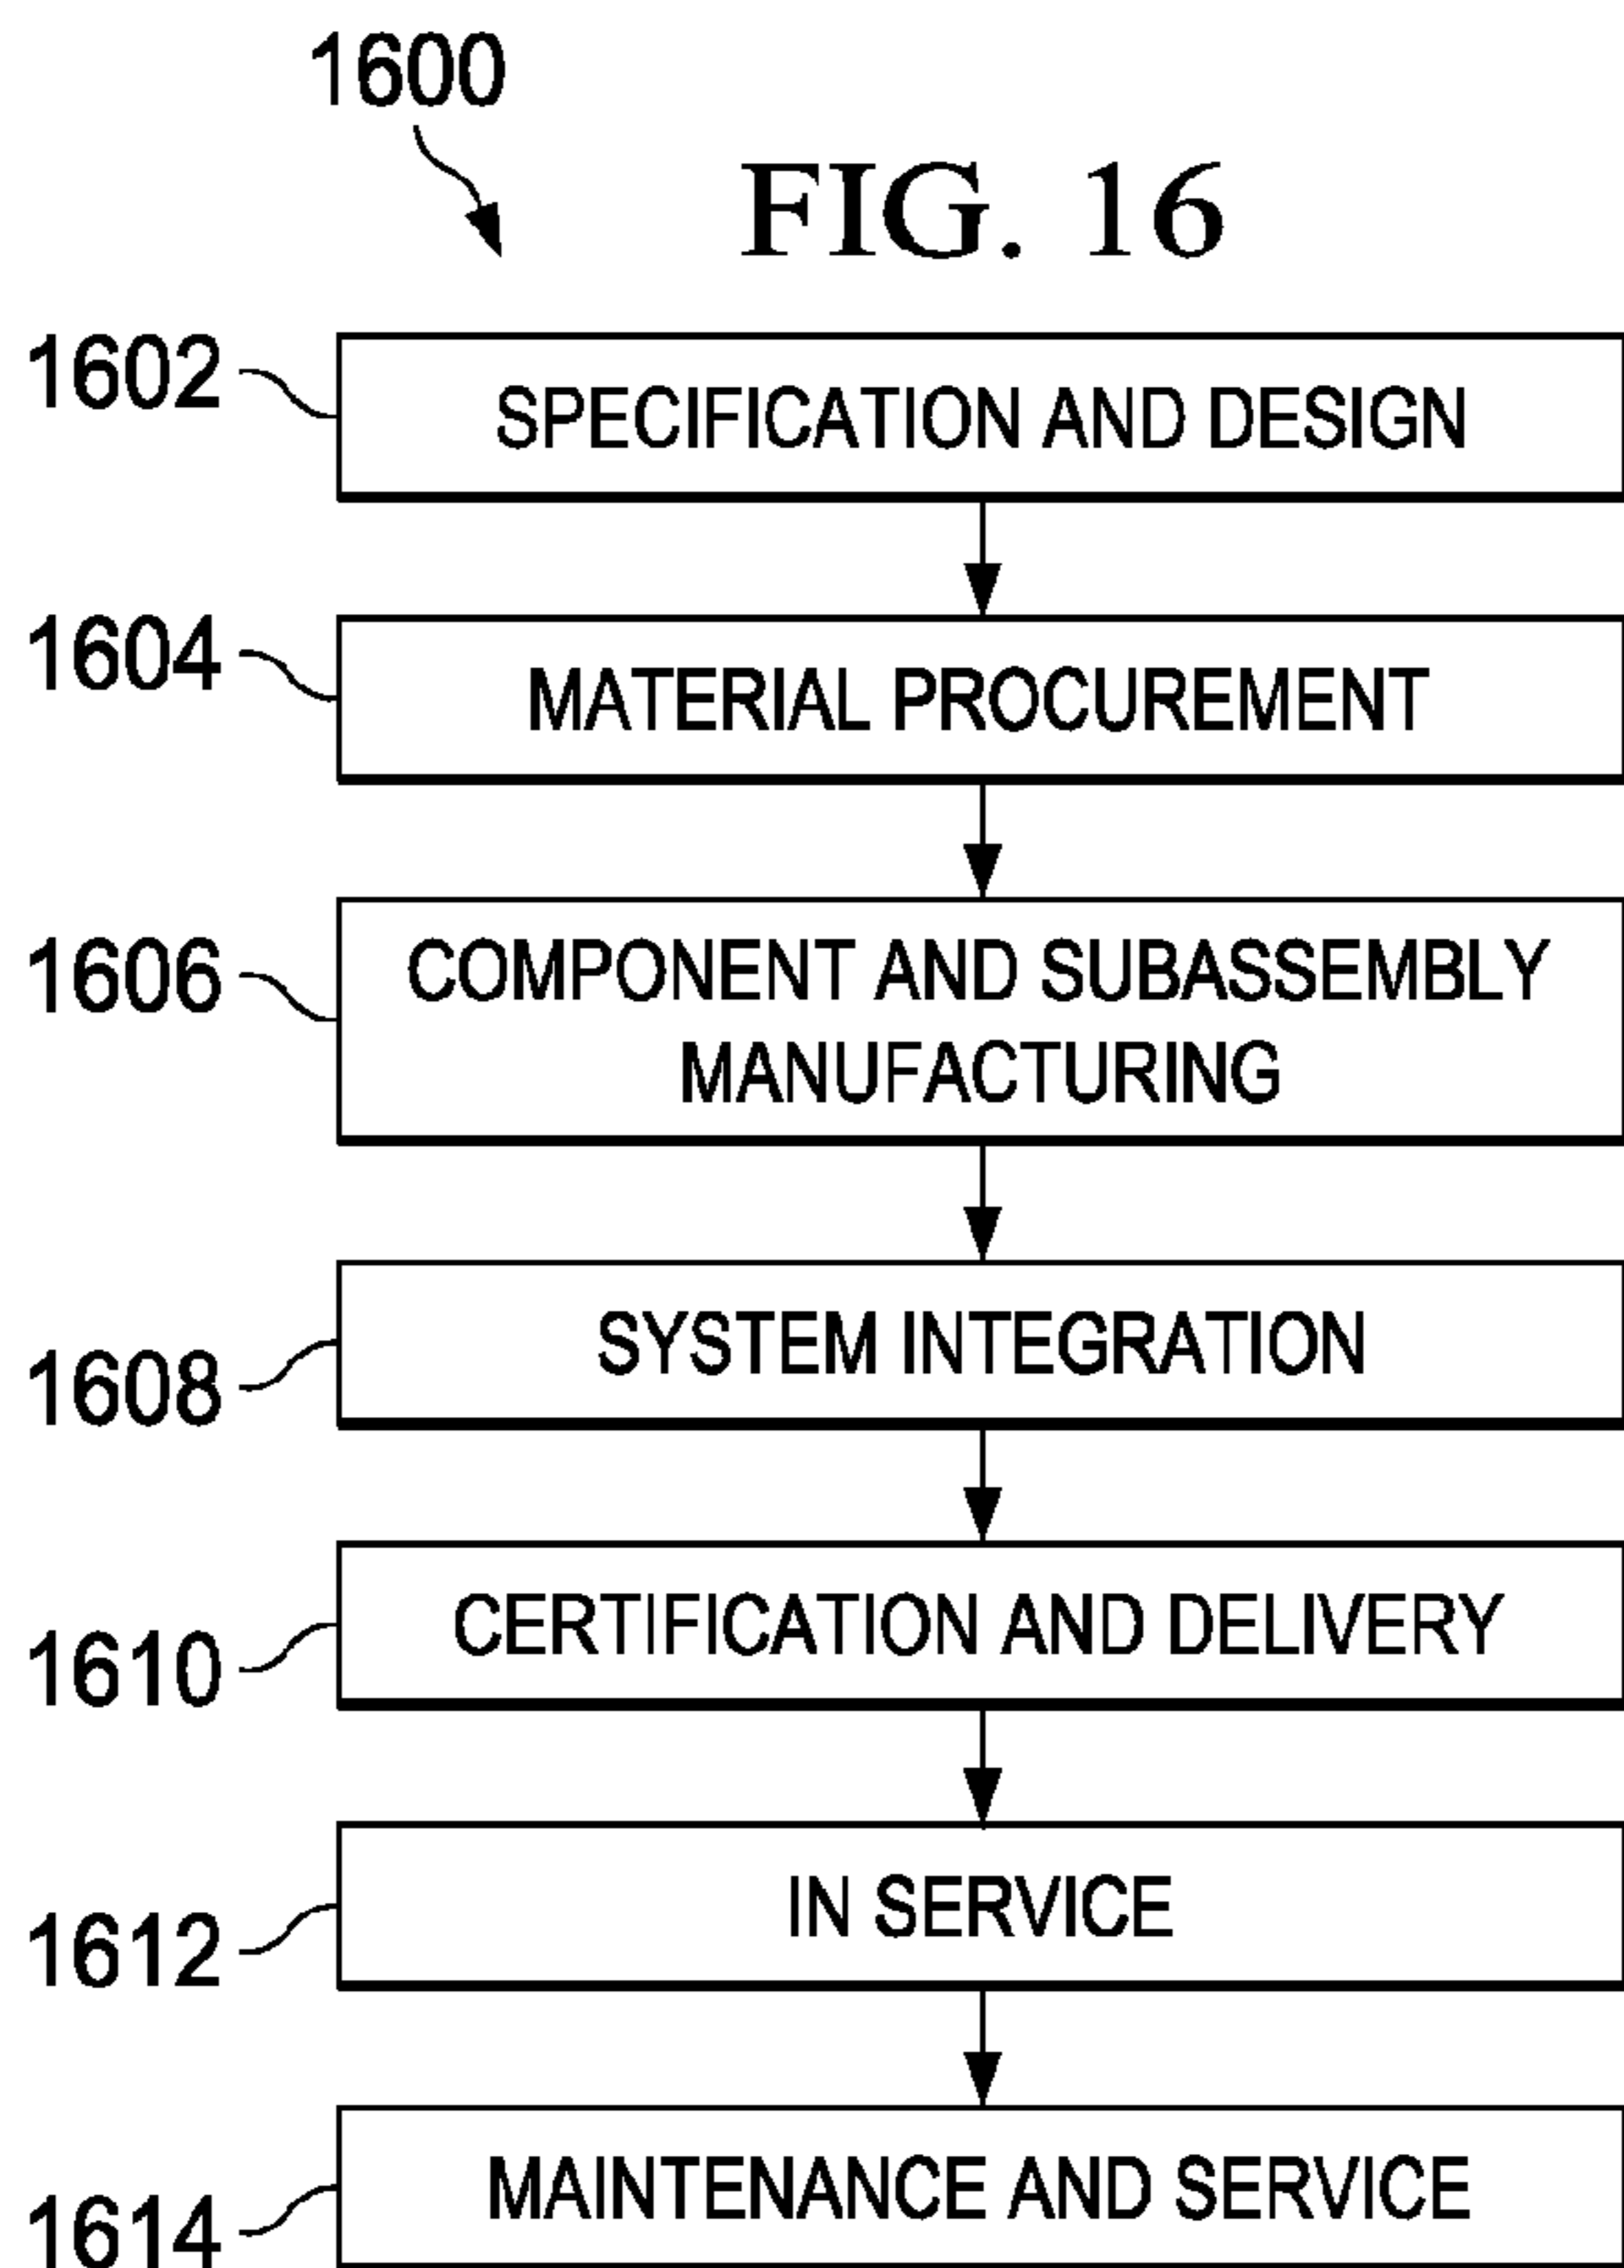 1600
FIG. 16
1602
SPECIFICATION AND DESIGN
1604
MATERIAL PROCUREMENT
1606
COMPONENT AND SUBASSEMBLY
MANUFACTURING
1608
SYSTEM INTEGRATION
1610
CERTIFICATION AND DELIVERY
1612
IN SERVICE
1614
MAINTENANCE AND SERVICE